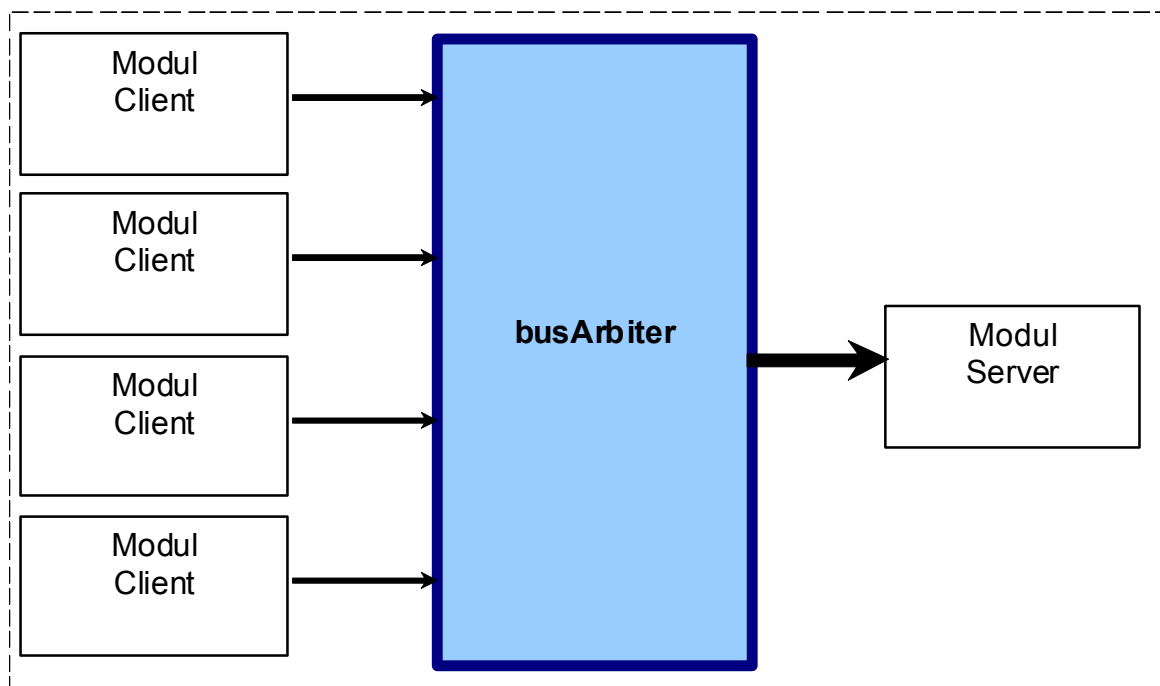 Modul
Client
Modul
Client
Modul
Client
Modul
Client
busArbiter
Modul
Server